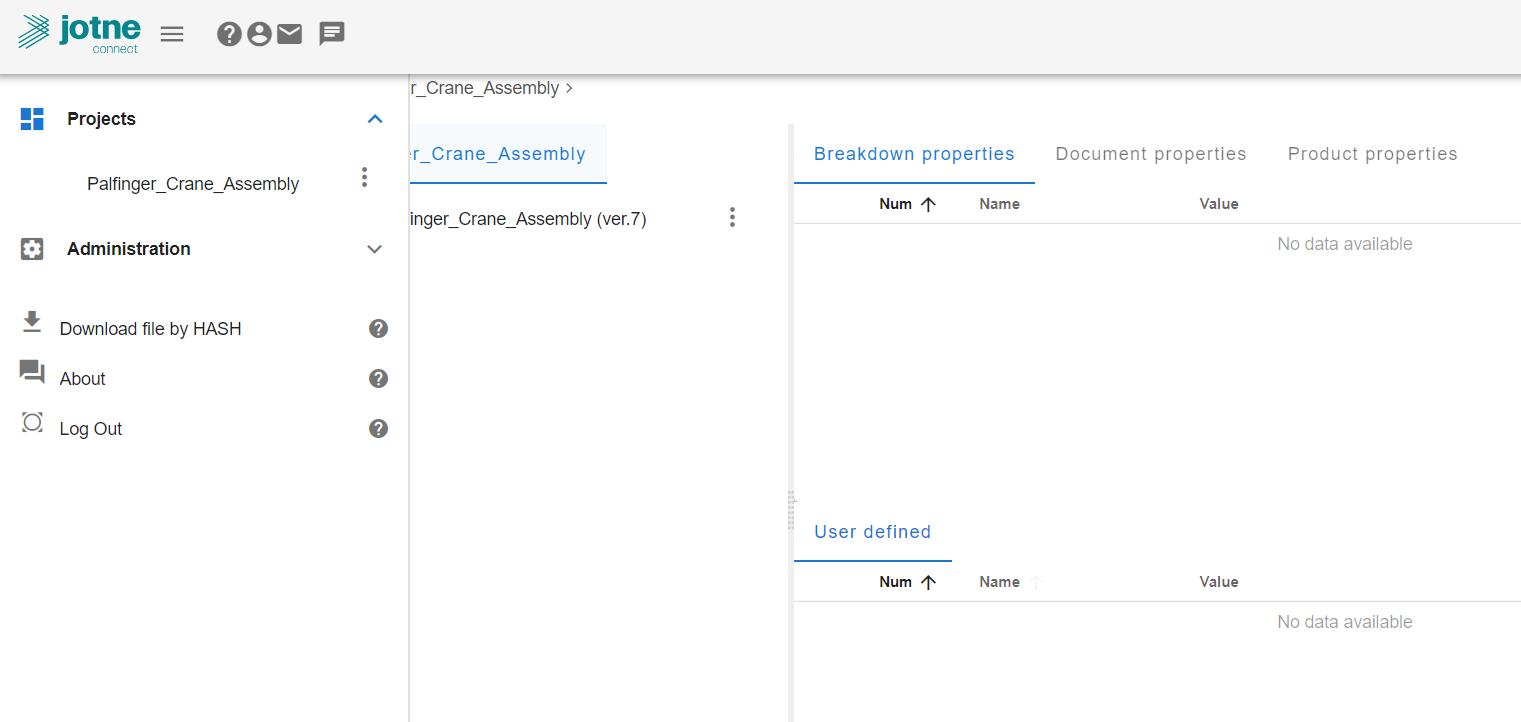 jotne
connect
r_Crane_Assembly
Projects
Palfinger_Crane_Assembly
Administration
Download file by HASH
About
Log Out
er_Crane_Assembly
inger_Crane_Assembly (ver.7)
Breakdown properties Document properties Product properties
Num Name Value
No data available
User defined
Num Name Value
No data available